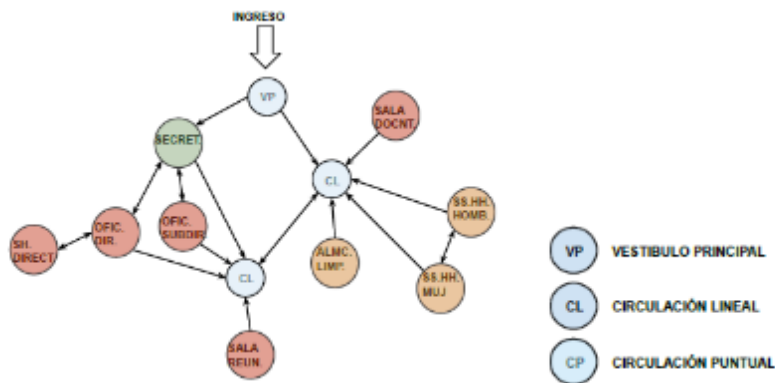 INGRESO
VP
SALA
DOCNT.
SECRET.
CL
SS.HH.
HOMB.
OFIC.
SUBDIR
OFIC.
DIR.
SH.
DIRECT.
ALMC.
LIMP.
CL
SS.HH.
MUJ
SALA
REUN.
VP VESTIBULO PRINCIPAL
CL CIRCULACIÓN LINEAL
CP CIRCULACIÓN PUNTUAL